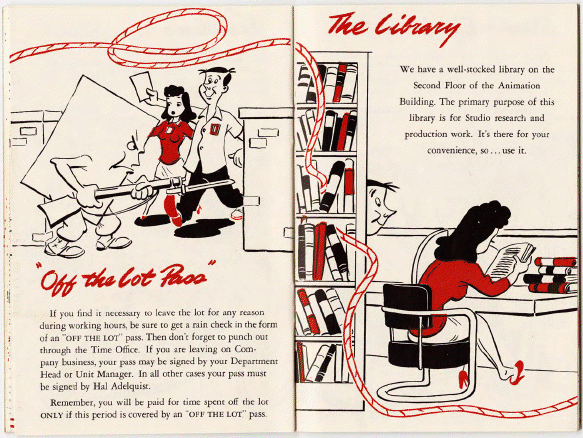 "Off the Lot Pass"
If you find it necessary to leave the lot for any reason
during working hours, be sure to get a rain check in the form
of an "OFF THE LOT" pass. Then don't forget to punch out
through the Time Office. If you are leaving on Com-
pany business, your pass may be signed by your Department
Head or Unit Manager. In all other cases your pass must
be signed by Hal Adelquist.
Remember, you will be paid for time spent off the lot
ONLY if this period is covered by an "OFF THE LOT" pass.
The Library
We have a well-stocked library on the
Second Floor of the Animation
Building. The primary purpose of this
library is for Studio research and
production work. It's there for your
convenience, so . . . use it.